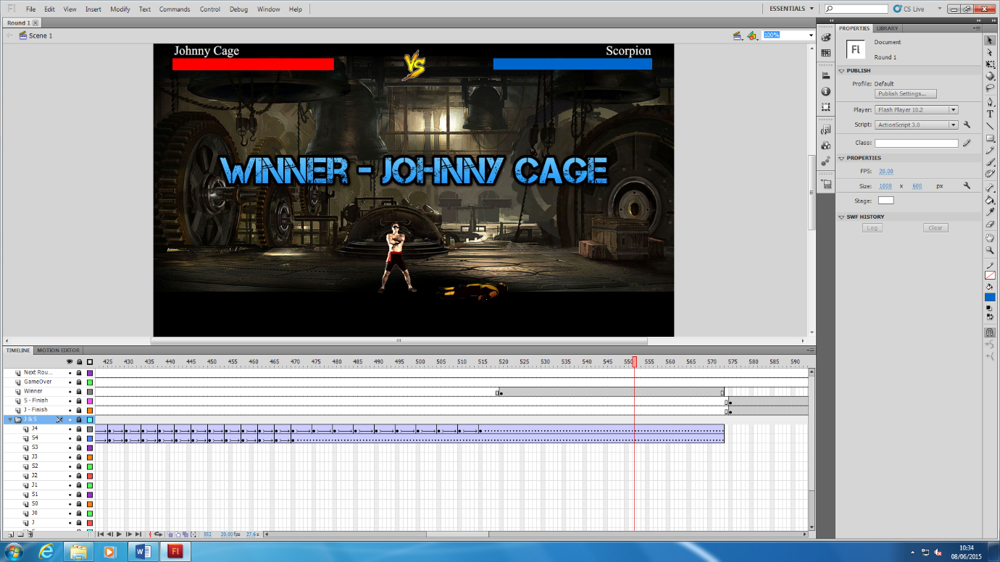 Fl File Edit View Insert Modify Text Commands Control Debug Window Help ESSENTIALS CS Live
Round 1
Scene 1 100%
Johnny Cage VS Scorpion
WINNER - JOHNNY CAGE
PROPERTIES LIBRARY
Document
Fl
Round 1
PUBLISH
Profile: Default
Publish Settings...
Player: Flash Player 10.2
Script: ActionScript 3.0
Class:
PROPERTIES
FPS: 20.00
Size: 1000 x 600 px
Stage:
SWF HISTORY
Log Clear
TIMELINE MOTION EDITOR
425 430 435 440 445 450 455 460 465 470 475 480 485 490 495 500 505 510 515 520 525 530 535 540 545 550 555 560 565 570 575 580 585 590
Next Rou...
GameOver
Winner
S - Finish
J - Finish
J & S
J4
S4
S3
J3
S2
J2
J1
S1
S0
J0
J
552 20.00 fps 27.6 s
W Fl
10:34
08/06/2015